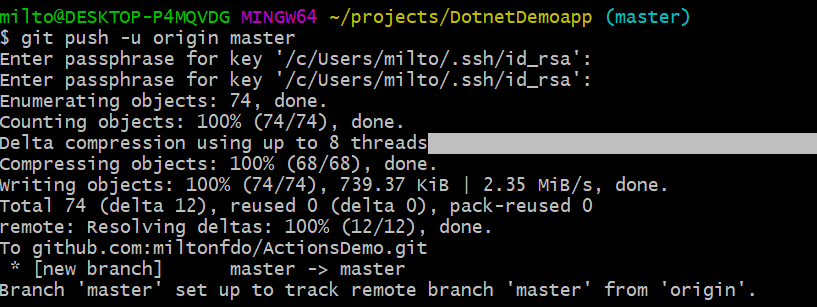 milto@DESKTOP-P4MQVDG MINGW64 ~/projects/DotnetDemoapp (master)
$ git push -u origin master
Enter passphrase for key '/c/Users/milto/.ssh/id_rsa':
Enter passphrase for key '/c/Users/milto/.ssh/id_rsa':
Enumerating objects: 74, done.
Counting objects: 100% (74/74), done.
Delta compression using up to 8 threads
Compressing objects: 100% (68/68), done.
Writing objects: 100% (74/74), 739.37 KiB | 2.35 MiB/s, done.
Total 74 (delta 12), reused 0 (delta 0), pack-reused 0
remote: Resolving deltas: 100% (12/12), done.
To github.com:miltonfdo/ActionsDemo.git
 * [new branch]      master -> master
Branch 'master' set up to track remote branch 'master' from 'origin'.